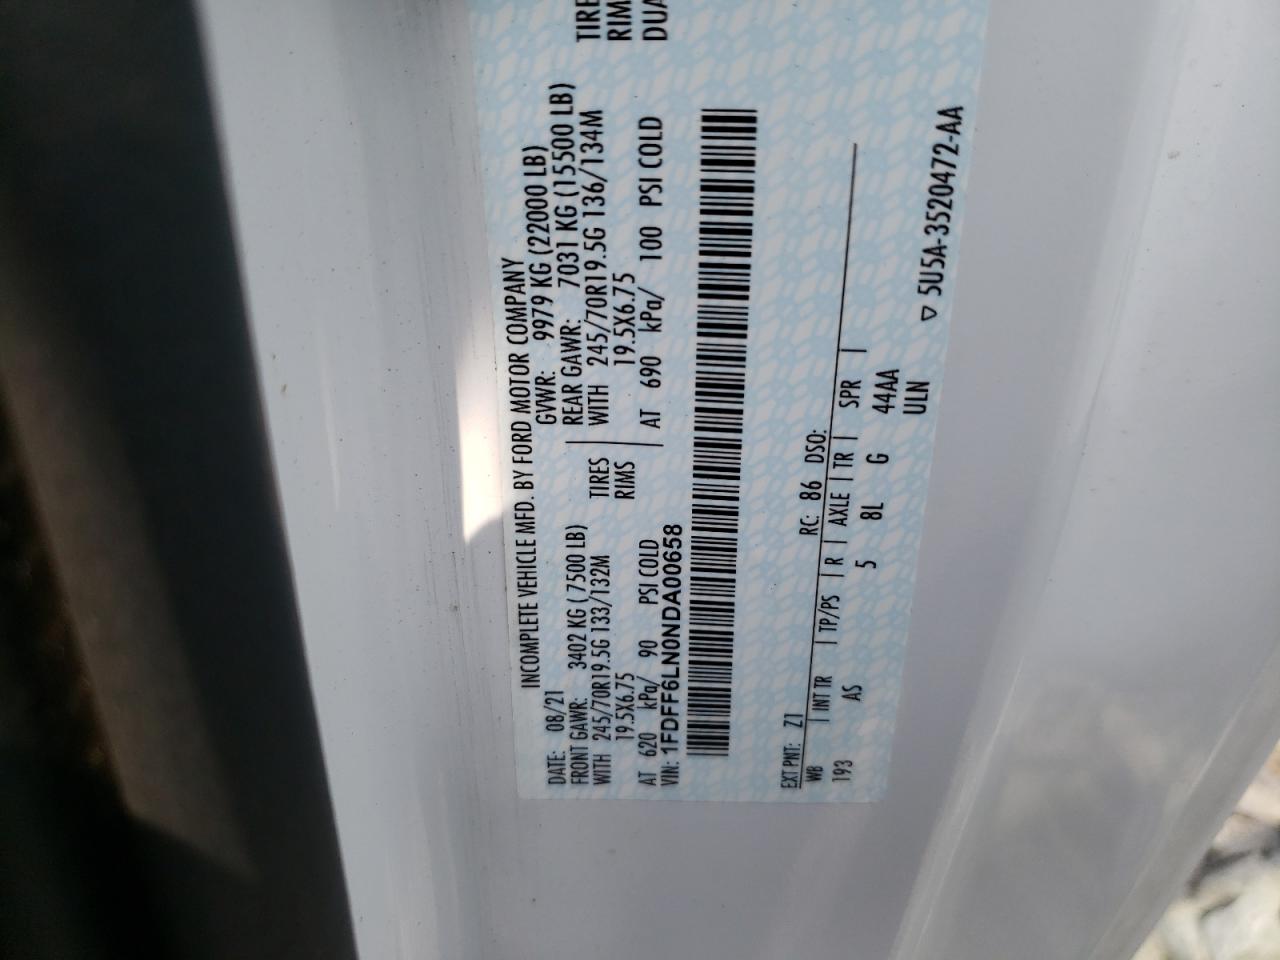 INCOMPLETE VEHICLE MFD. BY FORD MOTOR COMPANY
DATE: 08/21 GVWR: 9979 KG (22000 LB)
FRONT GAWR: 3402 KG ( 7500 LB) REAR GAWR: 7031 KG (15500 LB)
WITH 245/70R19.5G 133/132M TIRES WITH 245/70R19.5G 136/134M TIRE
19.5X6.75 RIMS 19.5X6.75 RIM
AT 620 kPa/ 90 PSI COLD AT 690 kPa/ 100 PSI COLD DUA
VIN: 1FDFF6LN0NDA00658
EXT PNT: Z1 RC: 86 DSO:
WB | INT TR | TP/PS | R | AXLE | TR | SPR |
193 AS 5 8L G 44AA
ULN
▽ 5U5A-3520472-AA